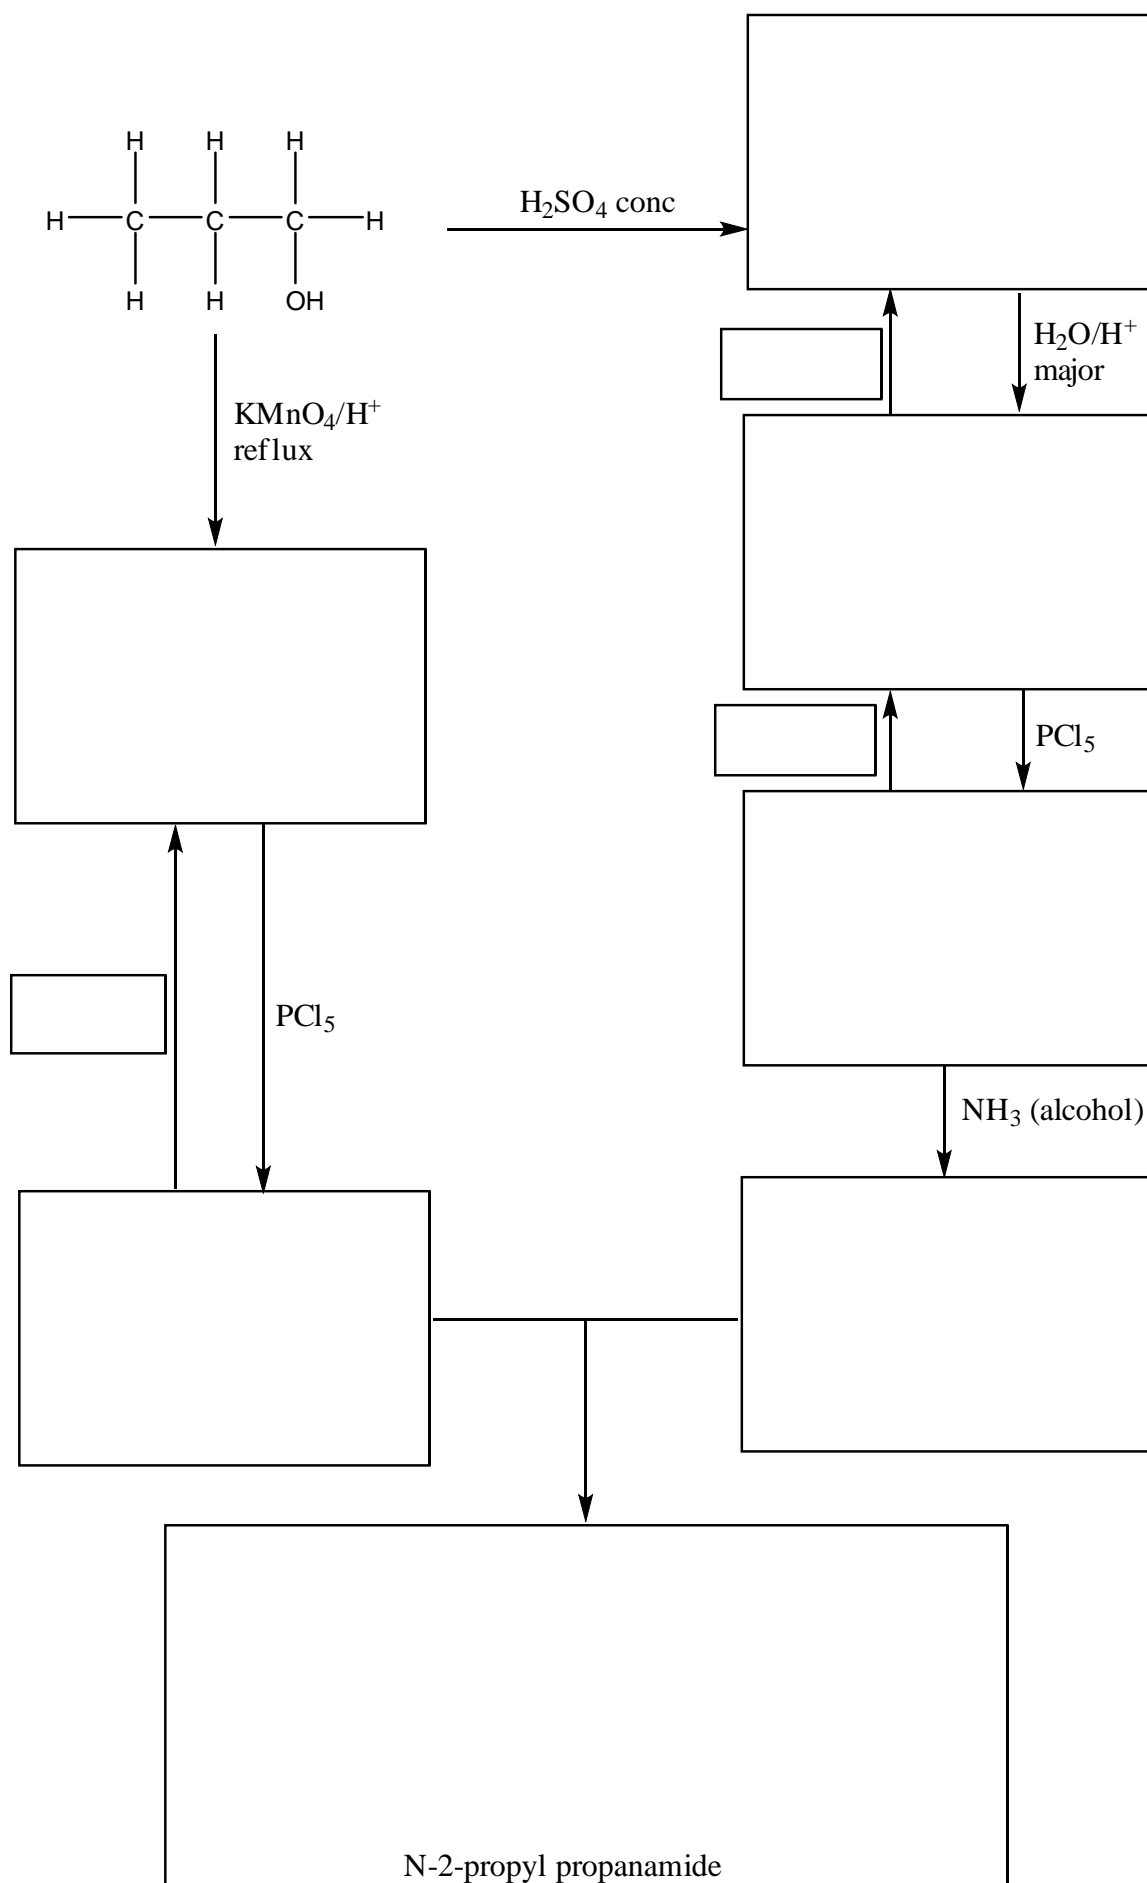 H H H
H C C C H
H H OH
H₂SO₄ conc
H₂O/H⁺
major
KMnO₄/H⁺
reflux
PCl₅
PCl₅
NH₃ (alcohol)
N-2-propyl propanamide